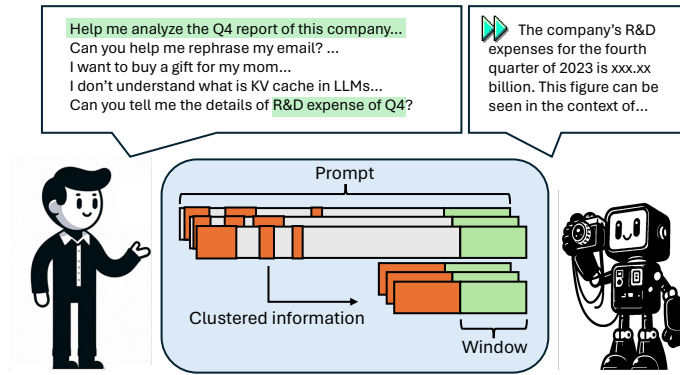 Help me analyze the Q4 report of this company...
Can you help me rephrase my email? ...
I want to buy a gift for my mom...
I don't understand what is KV cache in LLMs...
Can you tell me the details of R&D expense of Q4?
The company's R&D
expenses for the fourth
quarter of 2023 is xxx.xx
billion. This figure can be
seen in the context of...
Prompt
Clustered information
Window